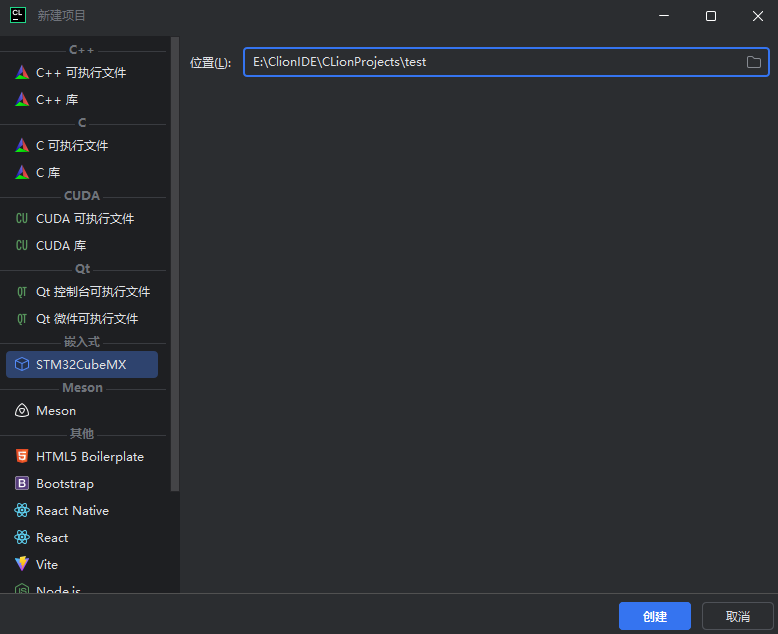 CL 新建项目
C++
C++ 可执行文件
C++ 库
C
C 可执行文件
C 库
CUDA
CU CUDA 可执行文件
CU CUDA 库
Qt
QT Qt 控制台可执行文件
QT Qt 微件可执行文件
嵌入式
STM32CubeMX
Meson
Meson
其他
5 HTML5 Boilerplate
B Bootstrap
React Native
React
Vite
JS Node.js
位置(L): E:\ClionIDE\CLionProjects\test
创建 取消